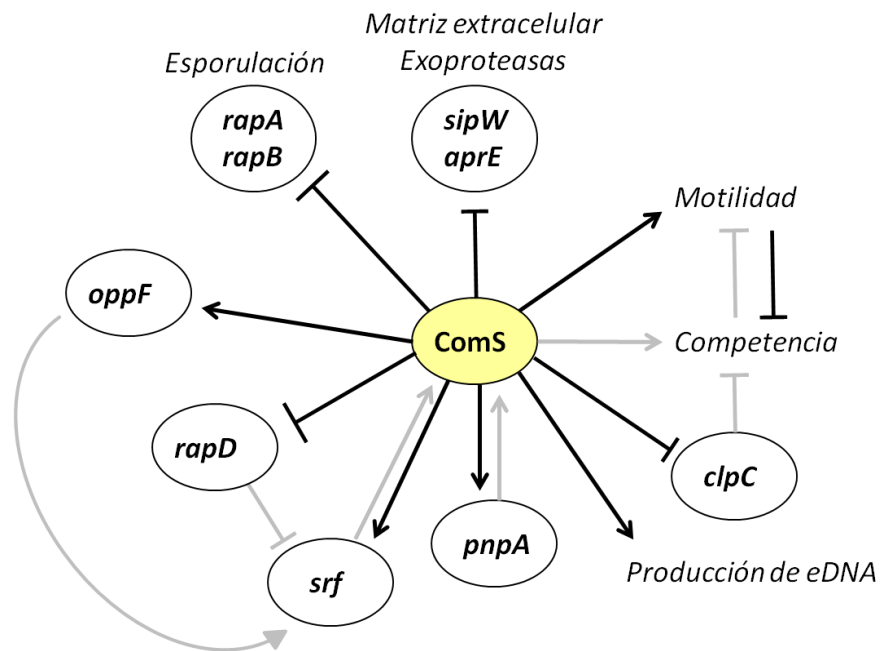 Matriz extracelular
Exoproteasas
Esporulación
rapA
rapB
sipW
aprE
Motilidad
oppF
ComS
Competencia
rapD
clpC
pnpA
srf
Producción de eDNA